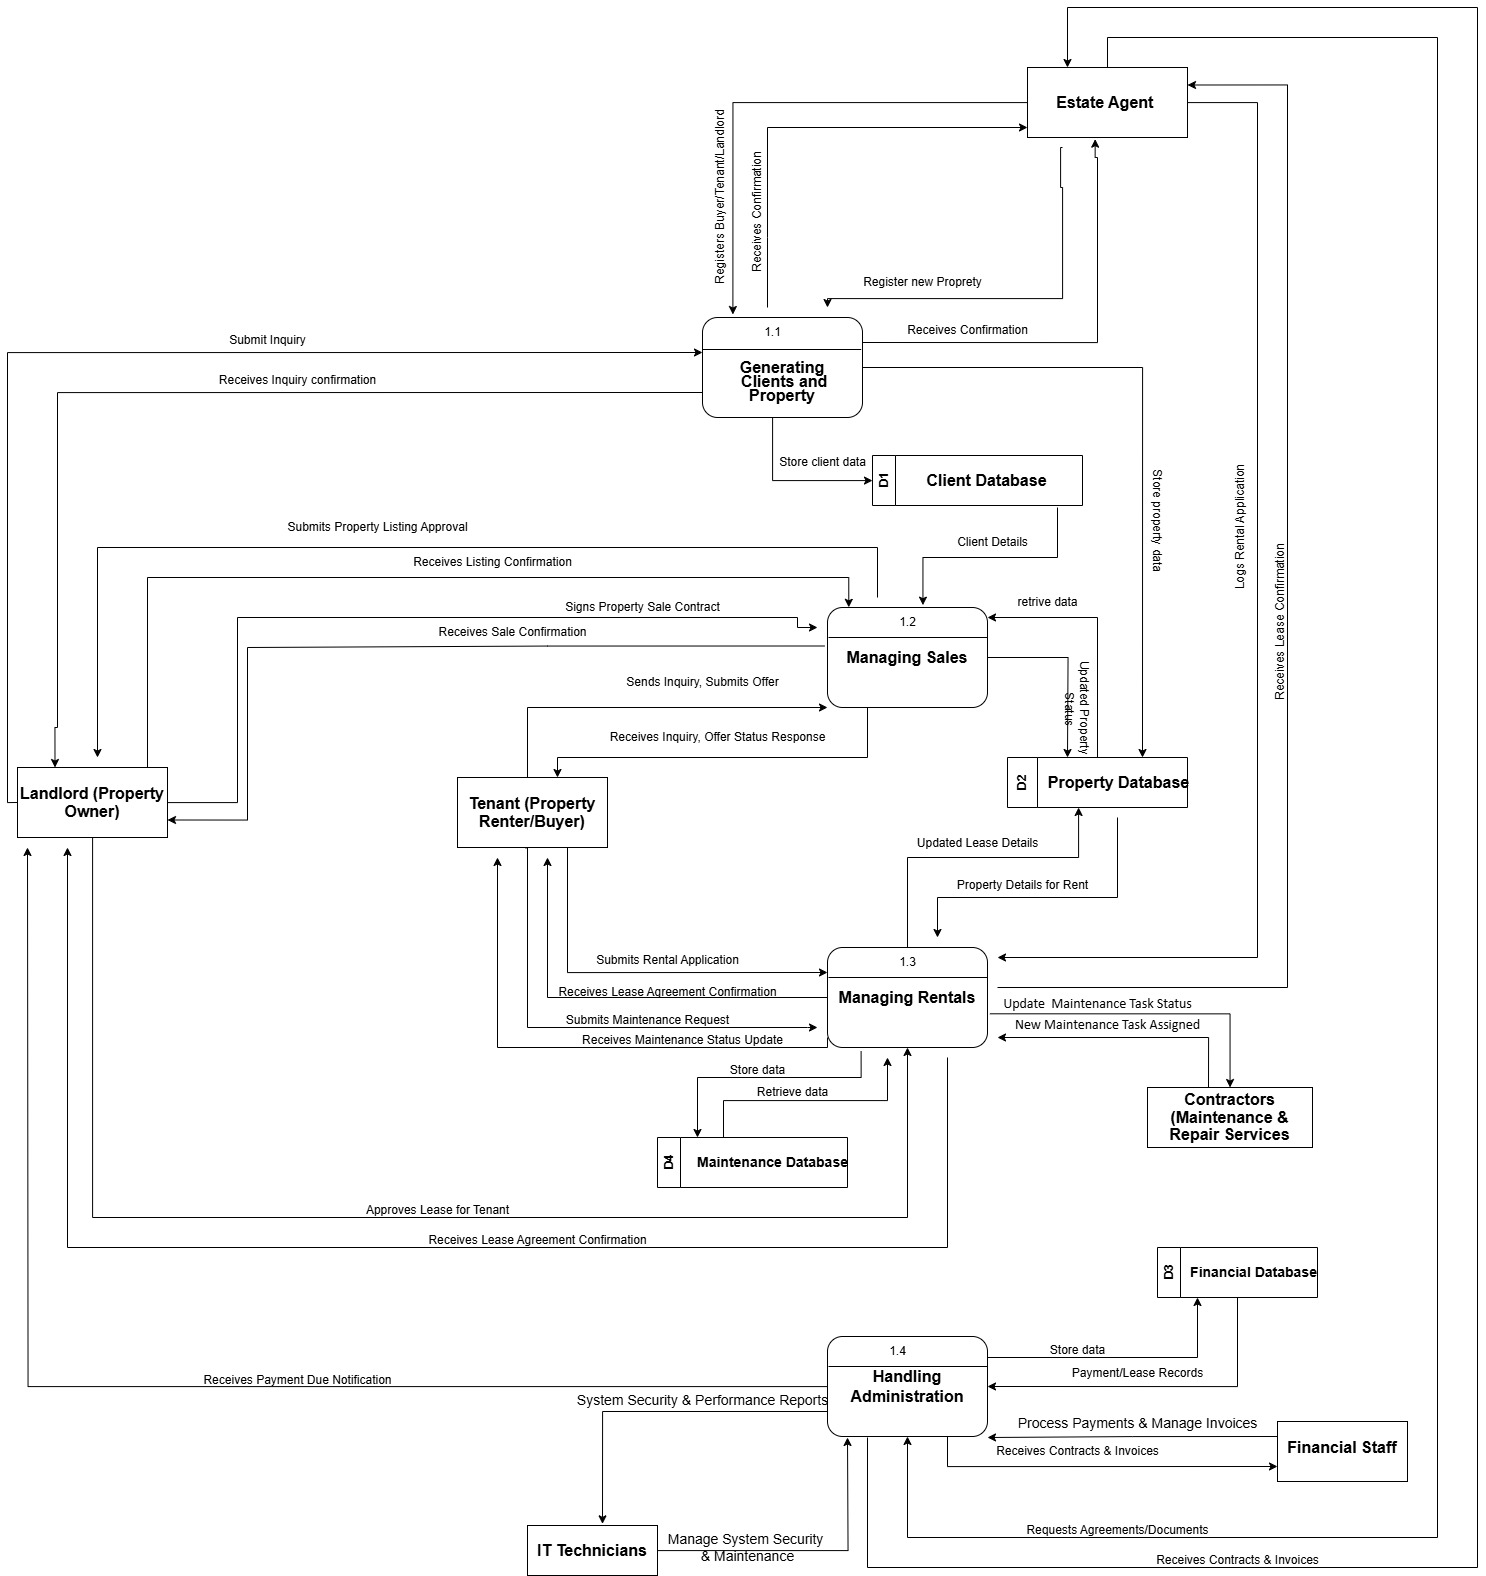 Estate Agent
Registers Buyer/Tenant/Landlord
Receives Confirmation
Register new Proprety
Receives Confirmation
1.1
Generating
Clients and
Property
Submit Inquiry
Receives Inquiry confirmation
Store client data
D1
Client Database
Store property data
Logs Rental Application
Receives Lease Confirmation
Submits Property Listing Approval
Receives Listing Confirmation
Client Details
Signs Property Sale Contract
Receives Sale Confirmation
1.2
Managing Sales
retrive data
Sends Inquiry, Submits Offer
Updated Property
Status
Receives Inquiry, Offer Status Response
Landlord (Property
Owner)
Tenant (Property
Renter/Buyer)
D2
Property Database
Updated Lease Details
Property Details for Rent
Submits Rental Application
Receives Lease Agreement Confirmation
Submits Maintenance Request
Receives Maintenance Status Update
1.3
Managing Rentals
Update  Maintenance Task Status
New Maintenance Task Assigned
Store data
Retrieve data
Contractors
(Maintenance &
Repair Services
D4
Maintenance Database
Approves Lease for Tenant
Receives Lease Agreement Confirmation
D3
Financial Database
1.4
Handling
Administration
Store data
Payment/Lease Records
Receives Payment Due Notification
System Security & Performance Reports
Process Payments & Manage Invoices
Receives Contracts & Invoices
Financial Staff
IT Technicians
Manage System Security
& Maintenance
Requests Agreements/Documents
Receives Contracts & Invoices